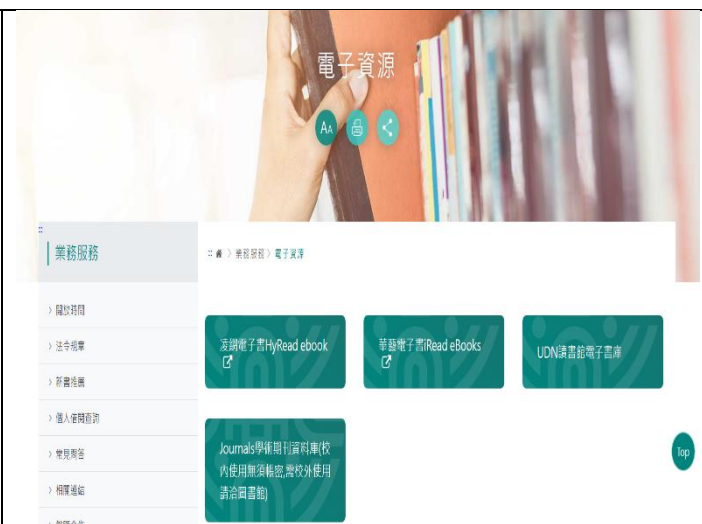 電子資源
AA
業務服務
:: > 業務服務 > 電子資源
> 開放時間
> 法令規章
> 新書推薦
> 個人借閱查詢
> 常見問答
> 相關連結
凌網電子書HyRead ebook
華藝電子書iRead eBooks
UDN讀書館電子書庫
Journals學術期刊資料庫(校
內使用無須帳密,需校外使用
請洽圖書館)
Top